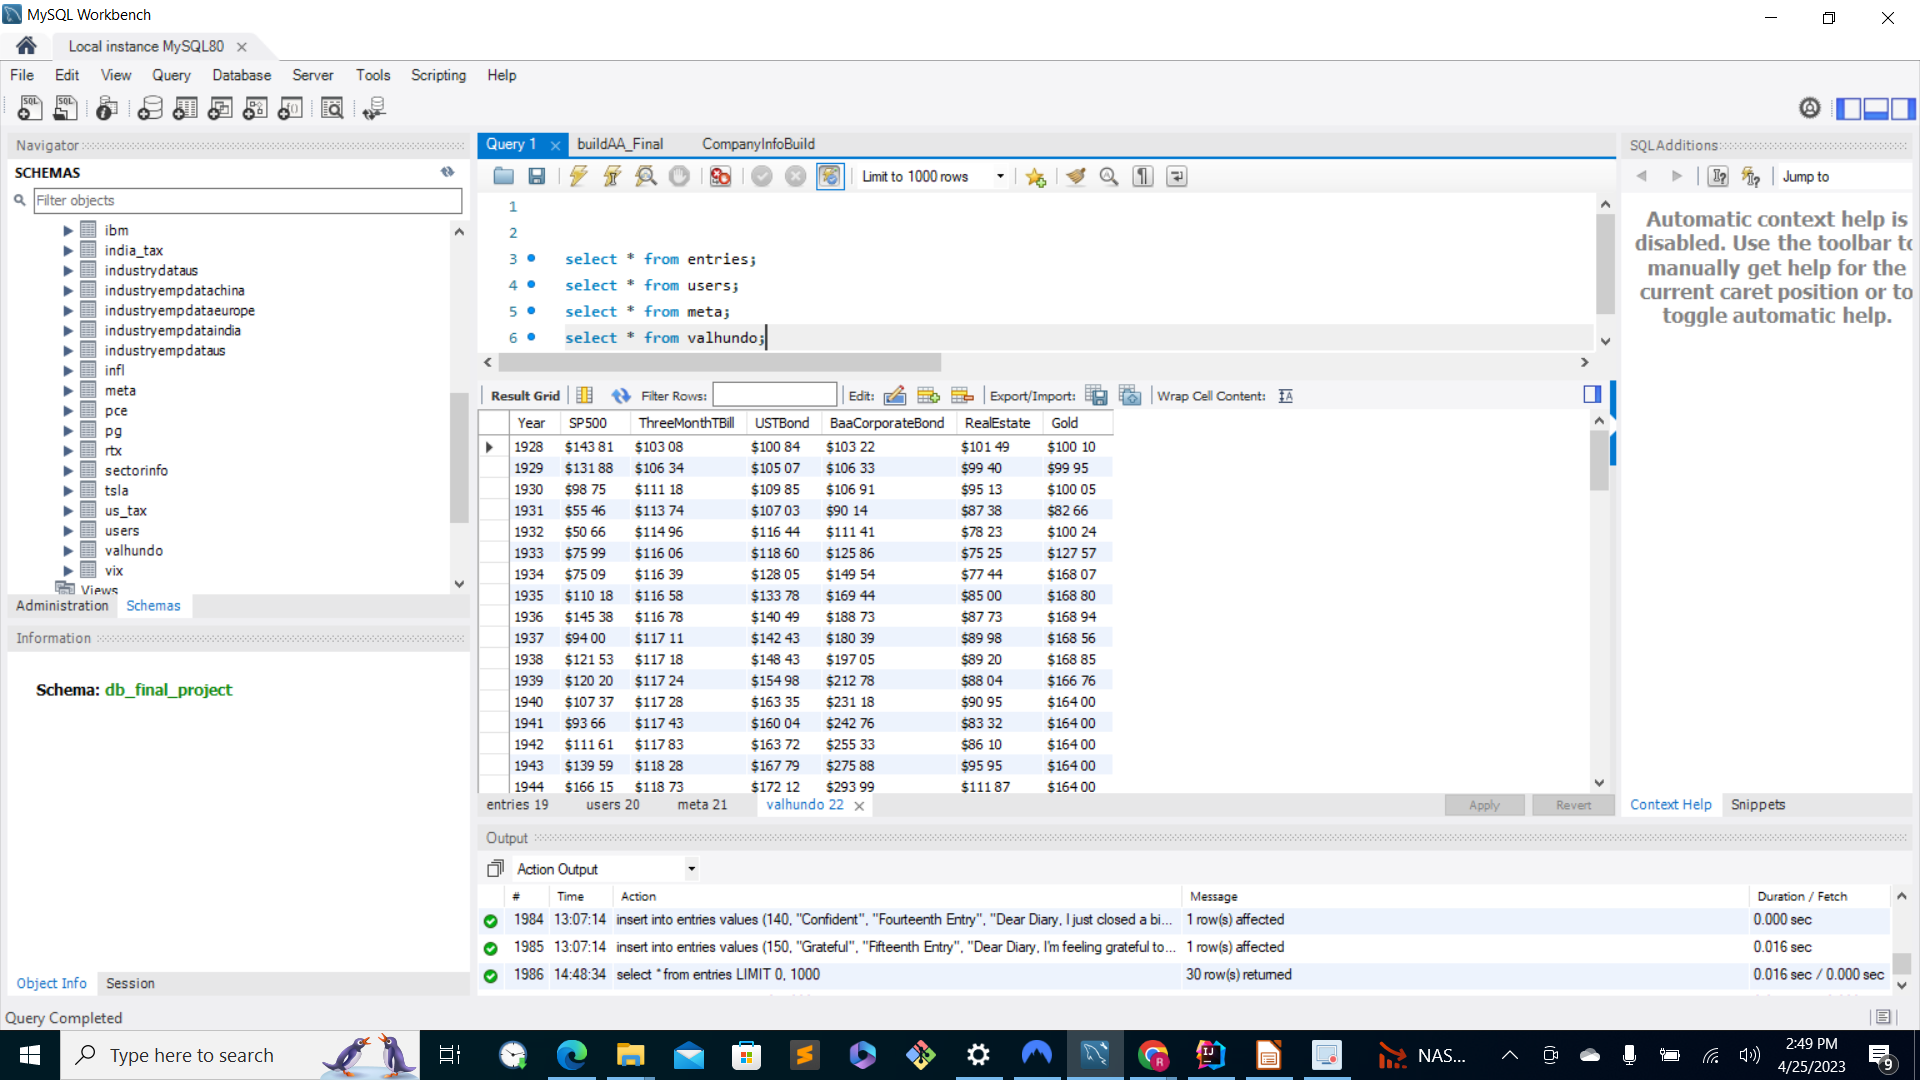 MySQL Workbench
Local instance MySQL80
File Edit View Query Database Server Tools Scripting Help
Navigator
SCHEMAS
Filter objects
ibm
india_tax
industrydataus
industryempdatachina
industryempdataeurope
industryempdataindia
industryempdataus
infl
meta
pce
pg
rtx
sectorinfo
tsla
us_tax
users
valhundo
vix
Views
Administration Schemas
Information
Schema: db_final_project
Object Info Session
Query Completed
Query 1 buildAA_Final CompanyInfoBuild
Limit to 1000 rows
1
2
3 select * from entries;
4 select * from users;
5 select * from meta;
6 select * from valhundo;
Result Grid Filter Rows: Edit: Export/Import: Wrap Cell Content:
Year SP500 ThreeMonthTBill USTBond BaaCorporateBond RealEstate Gold
1928 $143 81 $103 08 $100 84 $103 22 $101 49 $100 10
1929 $131 88 $106 34 $105 07 $106 33 $99 40 $99 95
1930 $98 75 $111 18 $109 85 $106 91 $95 13 $100 05
1931 $55 46 $113 74 $107 03 $90 14 $87 38 $82 66
1932 $50 66 $114 96 $116 44 $111 41 $78 23 $100 24
1933 $75 99 $116 06 $118 60 $125 86 $75 25 $127 57
1934 $75 09 $116 39 $128 05 $149 54 $77 44 $168 07
1935 $110 18 $116 58 $133 78 $169 44 $85 00 $168 80
1936 $145 38 $116 78 $140 49 $188 73 $87 73 $168 94
1937 $94 00 $117 11 $142 43 $180 39 $89 98 $168 56
1938 $121 53 $117 18 $148 43 $197 05 $89 20 $168 85
1939 $120 20 $117 24 $154 98 $212 78 $88 04 $166 76
1940 $107 37 $117 28 $163 35 $231 18 $90 95 $164 00
1941 $93 66 $117 43 $160 04 $242 76 $83 32 $164 00
1942 $111 61 $117 83 $163 72 $255 33 $86 10 $164 00
1943 $139 59 $118 28 $167 79 $275 88 $95 95 $164 00
1944 $166 15 $118 73 $172 12 $293 99 $111 87 $164 00
entries 19 users 20 meta 21 valhundo 22
Apply Revert
Output
Action Output
# Time Action Message Duration / Fetch
1984 13:07:14 insert into entries values (140, "Confident", "Fourteenth Entry", "Dear Diary, I just closed a bi... 1 row(s) affected 0.000 sec
1985 13:07:14 insert into entries values (150, "Grateful", "Fifteenth Entry", "Dear Diary, I'm feeling grateful to... 1 row(s) affected 0.016 sec
1986 14:48:34 select * from entries LIMIT 0, 1000 30 row(s) returned 0.016 sec / 0.000 sec
SQLAdditions
Jump to
Automatic context help is
disabled. Use the toolbar to
manually get help for the
current caret position or to
toggle automatic help.
Context Help Snippets
Type here to search
NAS...
2:49 PM
4/25/2023
9